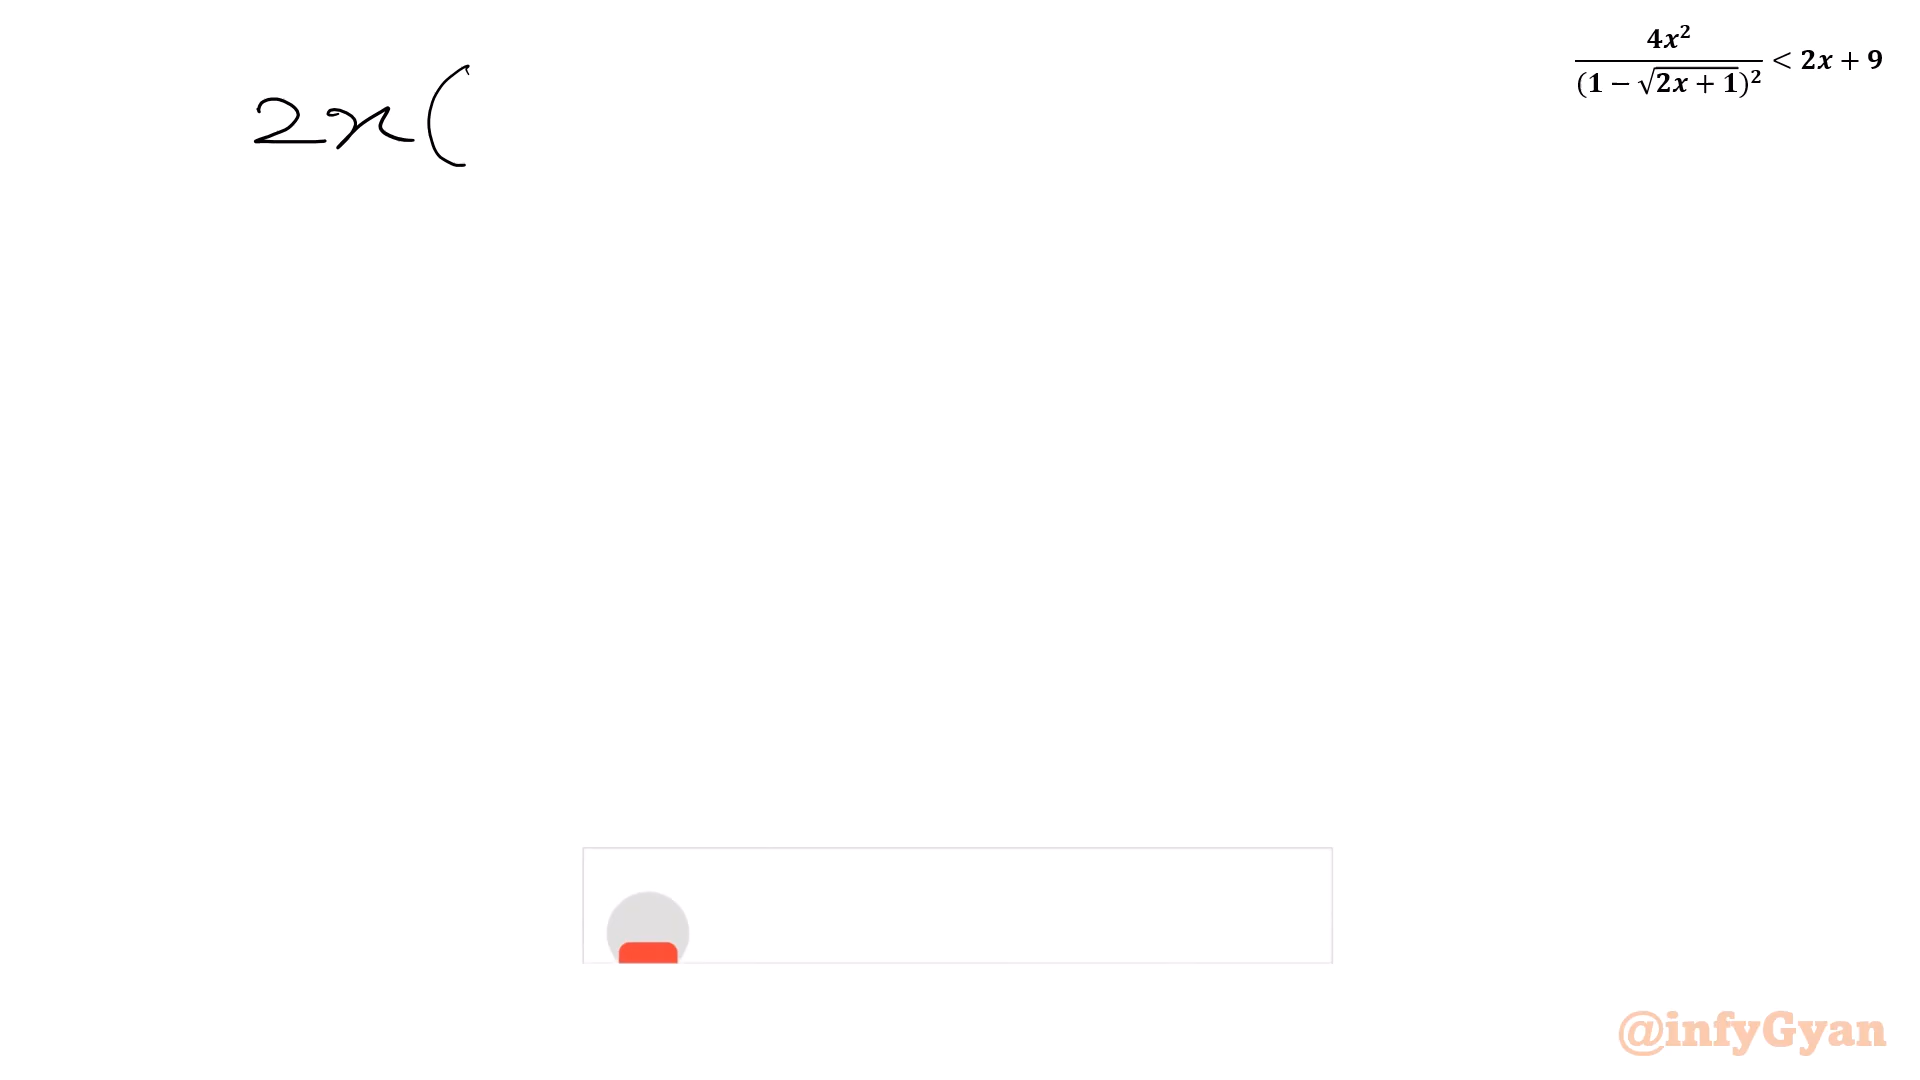 2x(
4x²/(1 − √(2x + 1))² < 2x + 9
@infyGyan